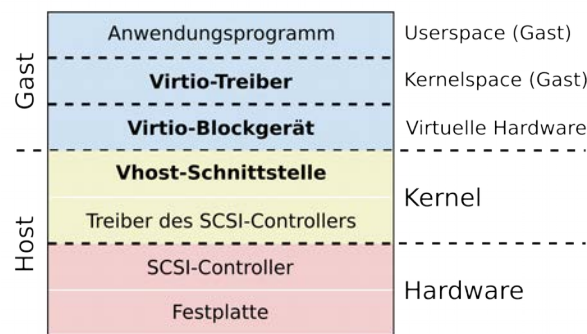 Gast
Anwendungsprogramm
Userspace (Gast)
Virtio-Treiber
Kernelspace (Gast)
Virtio-Blockgerät
Virtuelle Hardware
Host
Vhost-Schnittstelle
Kernel
Treiber des SCSI-Controllers
SCSI-Controller
Hardware
Festplatte